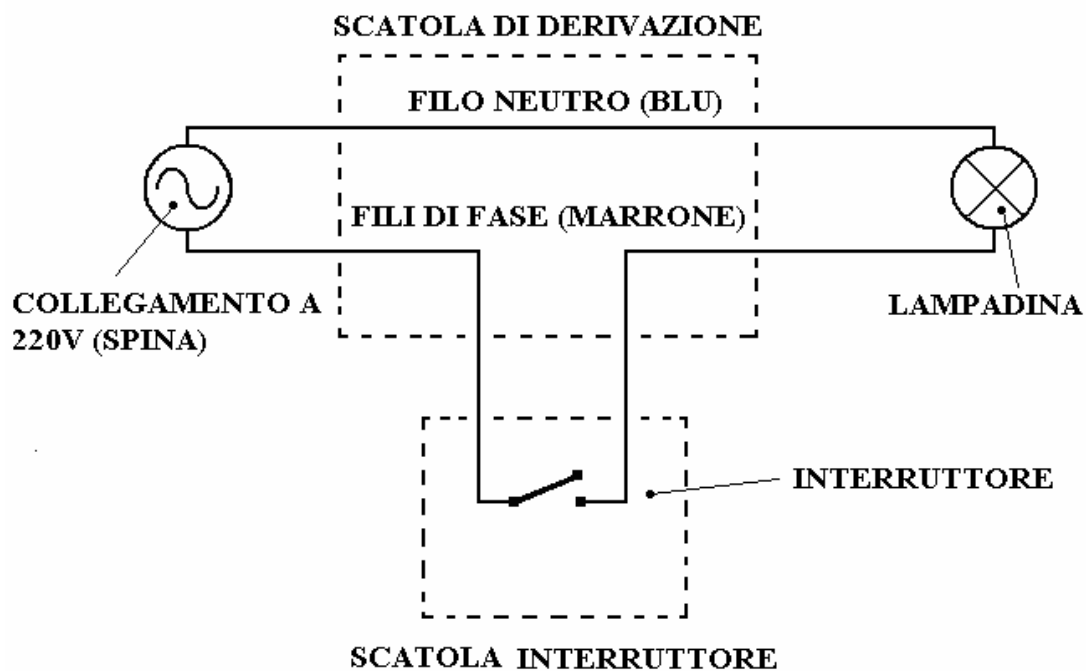 SCATOLA DI DERIVAZIONE
FILO NEUTRO (BLU)
FILI DI FASE (MARRONE)
COLLEGAMENTO A
220V (SPINA)
LAMPADINA
INTERRUTTORE
SCATOLA INTERRUTTORE